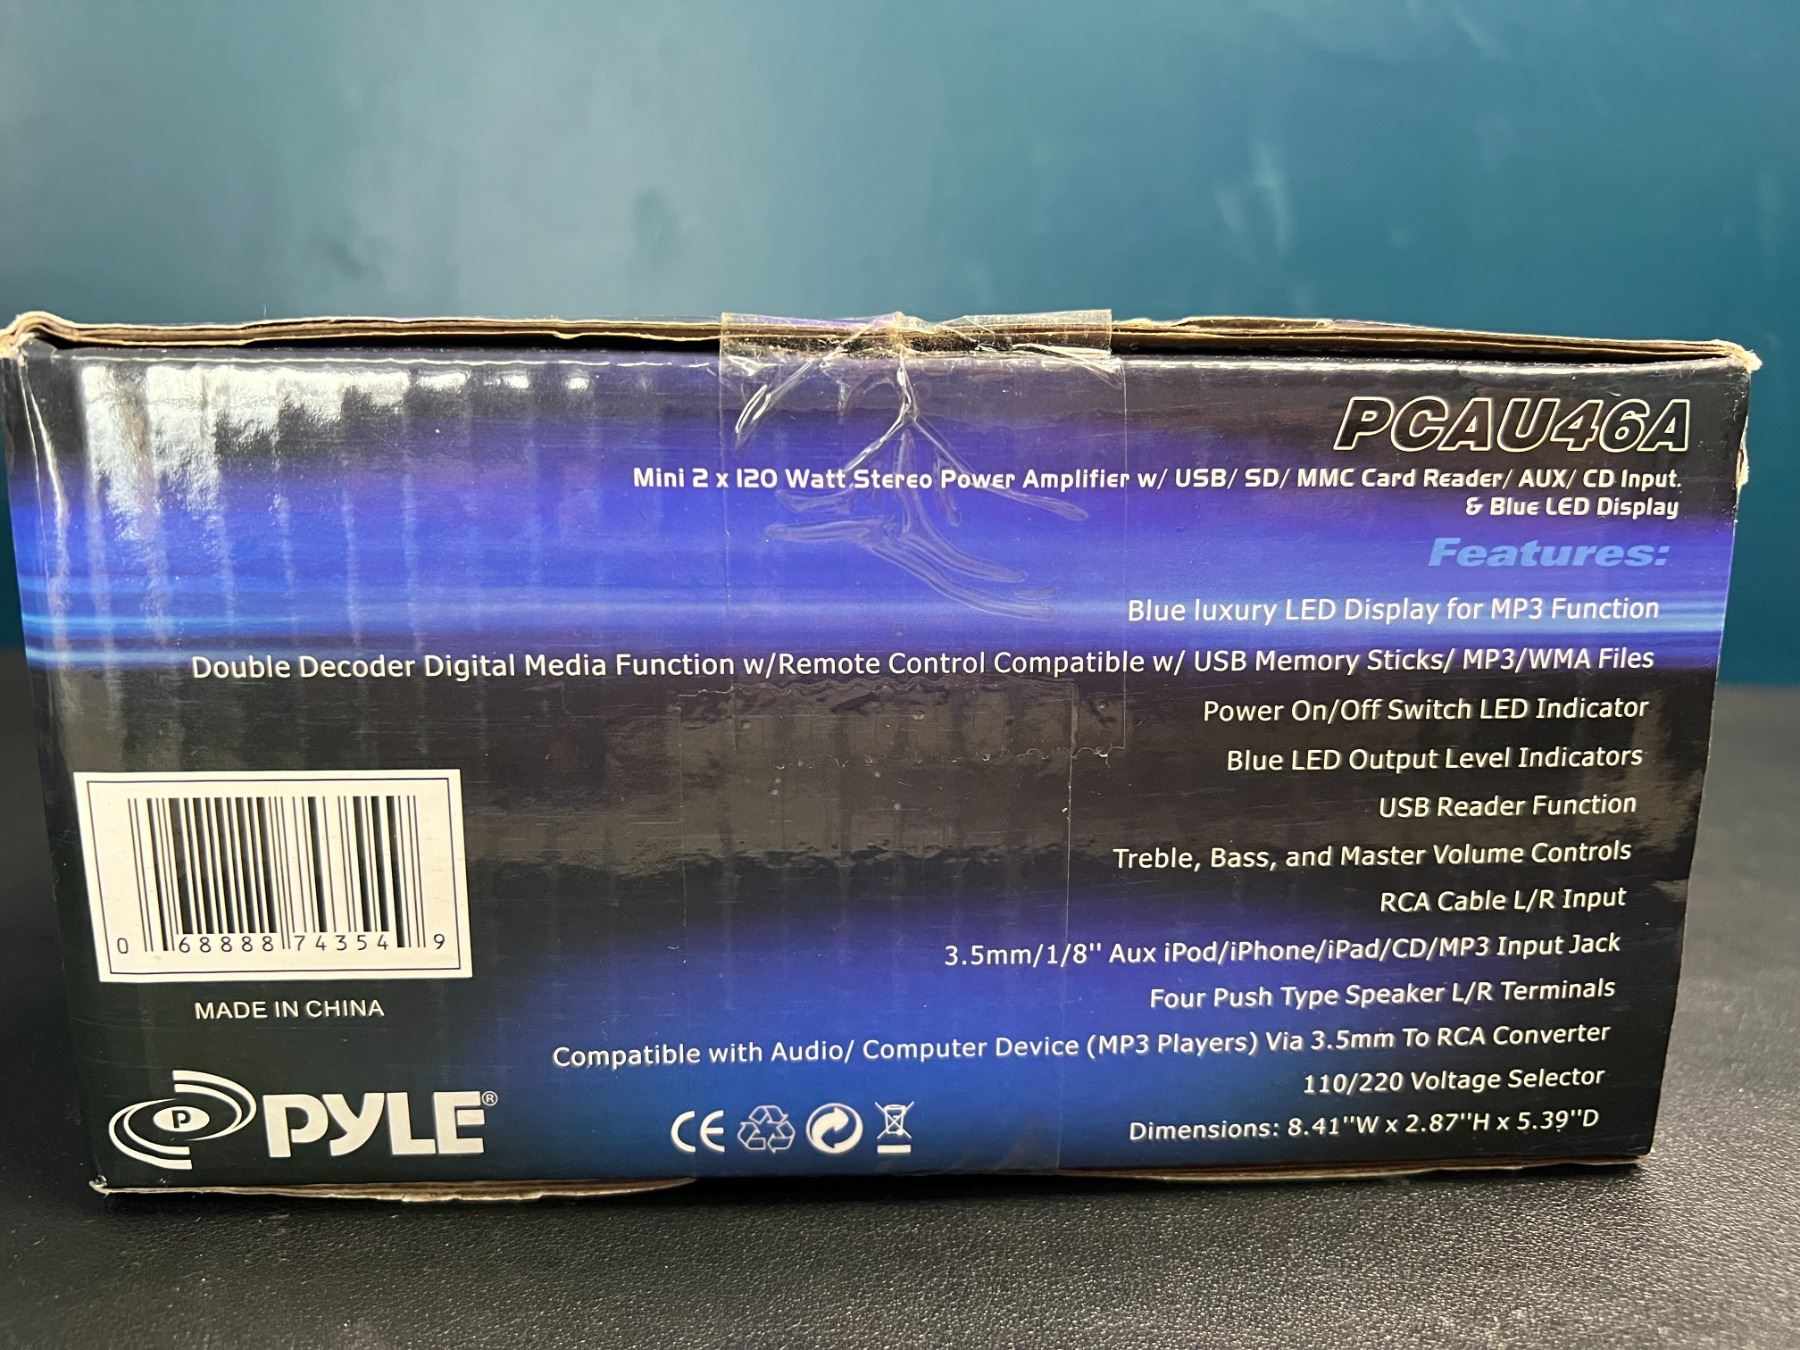 PCAU46A
Mini 2 x 120 Watt Stereo Power Amplifier w/ USB/ SD/ MMC Card Reader/ AUX/ CD Input.
& Blue LED Display
Features:
Blue luxury LED Display for MP3 Function
Double Decoder Digital Media Function w/Remote Control Compatible w/ USB Memory Sticks/ MP3/WMA Files
Power On/Off Switch LED Indicator
Blue LED Output Level Indicators
USB Reader Function
Treble, Bass, and Master Volume Controls
RCA Cable L/R Input
3.5mm/1/8'' Aux iPod/iPhone/iPad/CD/MP3 Input Jack
Four Push Type Speaker L/R Terminals
Compatible with Audio/ Computer Device (MP3 Players) Via 3.5mm To RCA Converter
110/220 Voltage Selector
Dimensions: 8.41''W x 2.87''H x 5.39''D
0 68888 74354 9
MADE IN CHINA
P PYLE®
CE